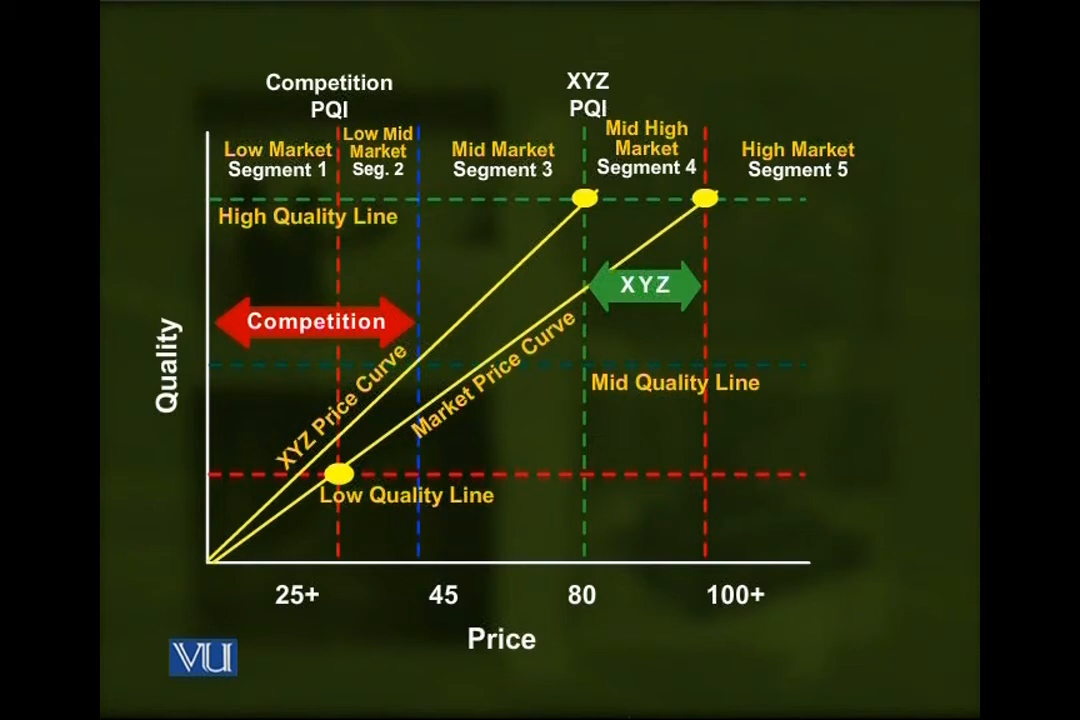 Competition
PQI
XYZ
PQI
Low Market
Segment 1
Low Mid
Market
Seg. 2
Mid Market
Segment 3
Mid High
Market
Segment 4
High Market
Segment 5
High Quality Line
XYZ
Competition
XYZ Price Curve
Market Price Curve
Mid Quality Line
Low Quality Line
Quality
25+
45
80
100+
Price
VU